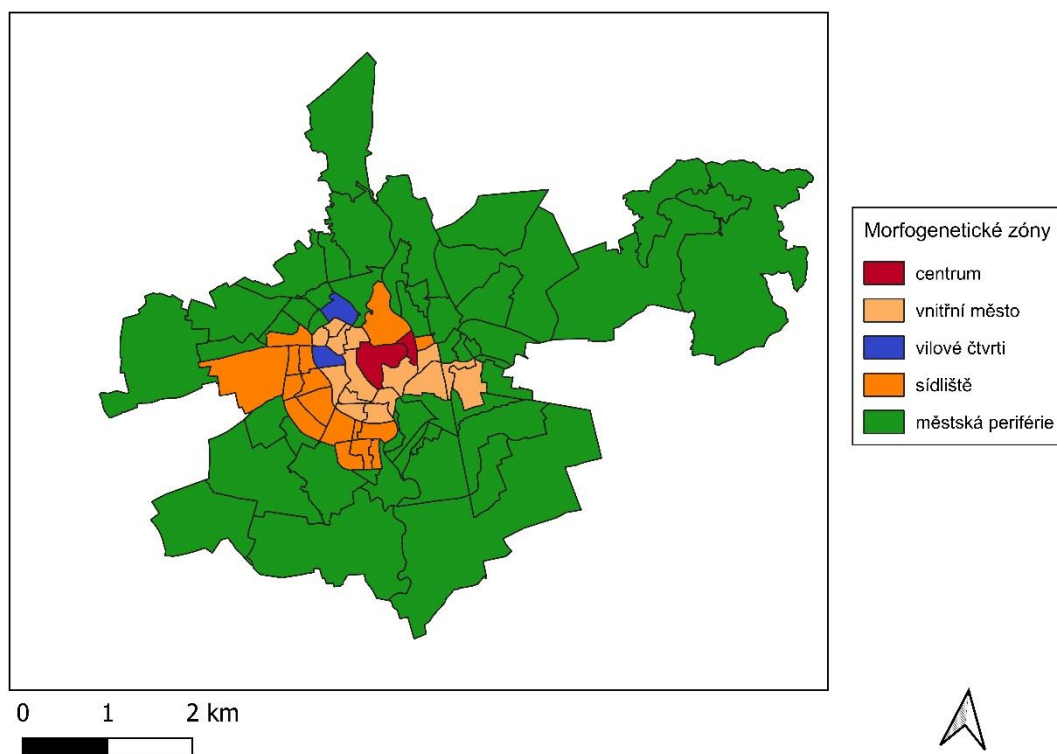 Morfogenetické zóny
centrum
vnitřní město
vilové čtvrti
sídliště
městská periférie
0 1 2 km